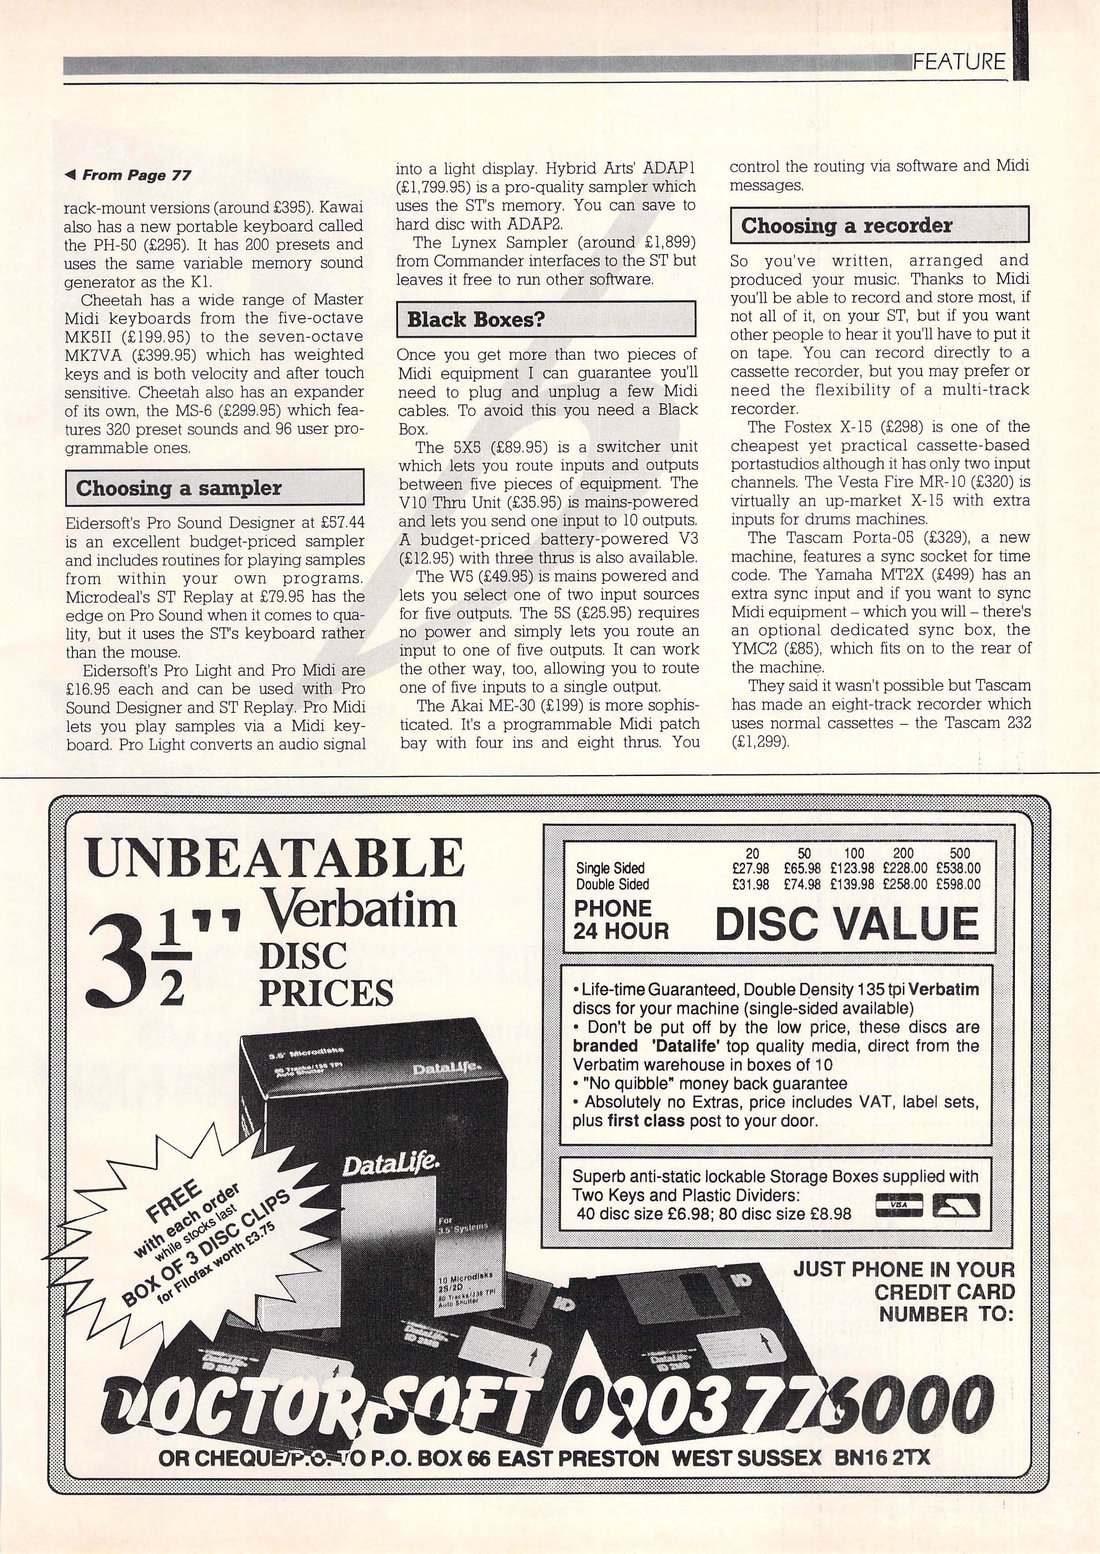 FEATURE
◄ From Page 77
rack-mount versions (around £395). Kawai
also has a new portable keyboard called
the PH-50 (£295). It has 200 presets and
uses the same variable memory sound
generator as the K1.
Cheetah has a wide range of Master
Midi keyboards from the five-octave
MK5II (£199.95) to the seven-octave
MK7VA (£399.95) which has weighted
keys and is both velocity and after touch
sensitive. Cheetah also has an expander
of its own, the MS-6 (£299.95) which fea-
tures 320 preset sounds and 96 user pro-
grammable ones.
Choosing a sampler
Eidersoft's Pro Sound Designer at £57.44
is an excellent budget-priced sampler
and includes routines for playing samples
from within your own programs.
Microdeal's ST Replay at £79.95 has the
edge on Pro Sound when it comes to qua-
lity, but it uses the ST's keyboard rather
than the mouse.
Eidersoft's Pro Light and Pro Midi are
£16.95 each and can be used with Pro
Sound Designer and ST Replay. Pro Midi
lets you play samples via a Midi key-
board. Pro Light converts an audio signal
into a light display. Hybrid Arts' ADAP1
(£1,799.95) is a pro-quality sampler which
uses the ST's memory. You can save to
hard disc with ADAP2.
The Lynex Sampler (around £1,899)
from Commander interfaces to the ST but
leaves it free to run other software.
Black Boxes?
Once you get more than two pieces of
Midi equipment I can guarantee you'll
need to plug and unplug a few Midi
cables. To avoid this you need a Black
Box.
The 5X5 (£89.95) is a switcher unit
which lets you route inputs and outputs
between five pieces of equipment. The
V10 Thru Unit (£35.95) is mains-powered
and lets you send one input to 10 outputs.
A budget-priced battery-powered V3
(£12.95) with three thrus is also available.
The W5 (£49.95) is mains powered and
lets you select one of two input sources
for five outputs. The 5S (£25.95) requires
no power and simply lets you route an
input to one of five outputs. It can work
the other way, too, allowing you to route
one of five inputs to a single output.
The Akai ME-30 (£199) is more sophis-
ticated. It's a programmable Midi patch
bay with four ins and eight thrus. You
control the routing via software and Midi
messages.
Choosing a recorder
So you've written, arranged and
produced your music. Thanks to Midi
you'll be able to record and store most, if
not all of it, on your ST, but if you want
other people to hear it you'll have to put it
on tape. You can record directly to a
cassette recorder, but you may prefer or
need the flexibility of a multi-track
recorder.
The Fostex X-15 (£298) is one of the
cheapest yet practical cassette-based
portastudios although it has only two input
channels. The Vesta Fire MR-10 (£320) is
virtually an up-market X-15 with extra
inputs for drums machines.
The Tascam Porta-05 (£329), a new
machine, features a sync socket for time
code. The Yamaha MT2X (£499) has an
extra sync input and if you want to sync
Midi equipment – which you will – there's
an optional dedicated sync box, the
YMC2 (£85), which fits on to the rear of
the machine.
They said it wasn't possible but Tascam
has made an eight-track recorder which
uses normal cassettes – the Tascam 232
(£1,299).
UNBEATABLE
3 1/2" Verbatim
DISC
PRICES
20 50 100 200 500
Single Sided £27.98 £65.98 £123.98 £228.00 £538.00
Double Sided £31.98 £74.98 £139.98 £258.00 £598.00
PHONE
24 HOUR
DISC VALUE
• Life-time Guaranteed, Double Density 135 tpi Verbatim
discs for your machine (single-sided available)
• Don't be put off by the low price, these discs are
branded 'Datalife' top quality media, direct from the
Verbatim warehouse in boxes of 10
• "No quibble" money back guarantee
• Absolutely no Extras, price includes VAT, label sets,
plus first class post to your door.
Superb anti-static lockable Storage Boxes supplied with
Two Keys and Plastic Dividers:
40 disc size £6.98; 80 disc size £8.98
VISA
3.5" Microdisks
80 Tracks/135 TPI
Auto Shutter
DataLife.
DataLife.
For
3.5" Systems
10 Microdisks
2S/2D
80 Tracks/135 TPI
Auto Shutter
FREE
with each order
while stocks last
BOX OF 3 DISC CLIPS
for Filofax worth £3.75
DataLife
DataLife
DataLife
JUST PHONE IN YOUR
CREDIT CARD
NUMBER TO:
DOCTOR SOFT 0903 776000
OR CHEQUE/P.O. TO P.O. BOX 66 EAST PRESTON WEST SUSSEX BN16 2TX